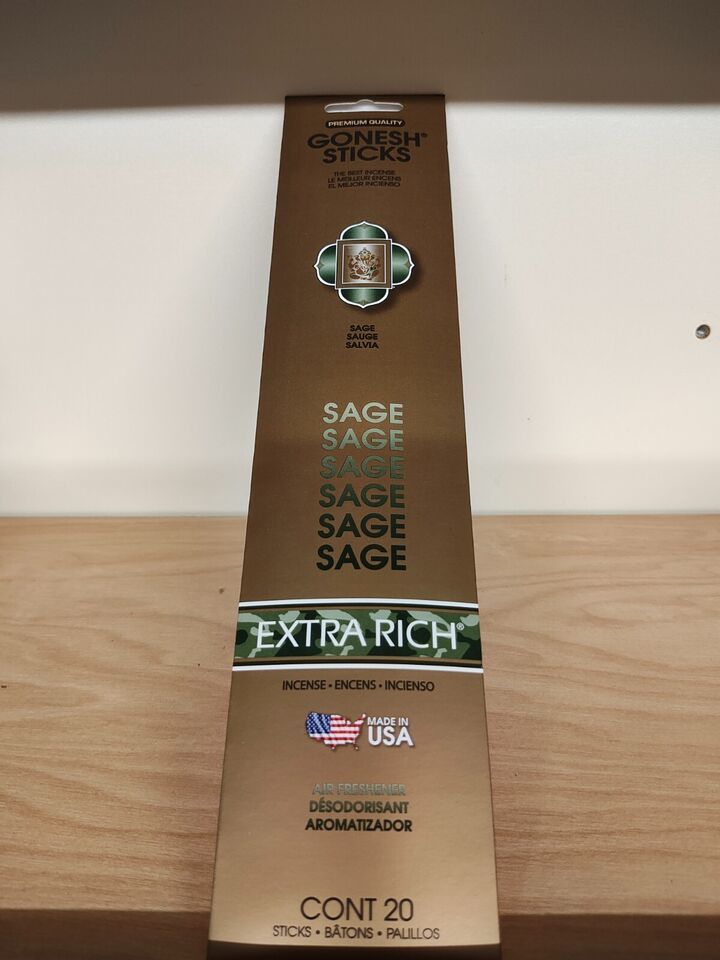 PREMIUM QUALITY
GONESH®
STICKS
THE BEST INCENSE
LE MEILLEUR ENCENS
EL MEJOR INCIENSO
SAGE
SAUGE
SALVIA
SAGE
SAGE
SAGE
SAGE
SAGE
SAGE
EXTRA RICH®
INCENSE • ENCENS • INCIENSO
MADE IN
USA
AIR FRESHENER
DÉSODORISANT
AROMATIZADOR
CONT 20
STICKS • BÂTONS • PALILLOS